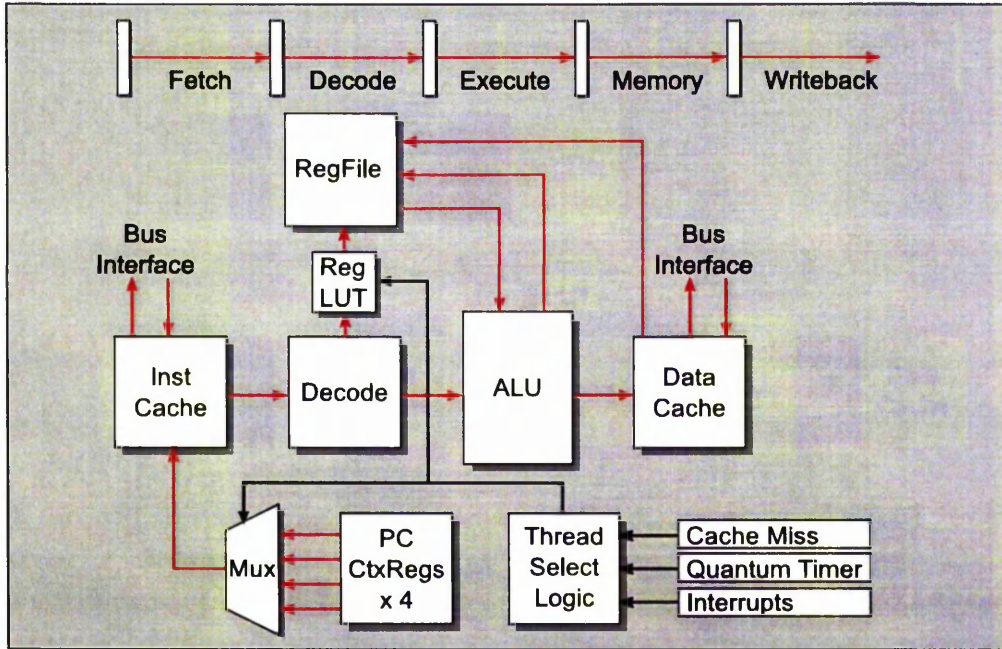 Fetch
Decode
Execute
Memory
Writeback
RegFile
Bus
Interface
Reg
LUT
Bus
Interface
Inst
Cache
Decode
ALU
Data
Cache
Mux
PC
CtxRegs
x 4
Thread
Select
Logic
Cache Miss
Quantum Timer
Interrupts